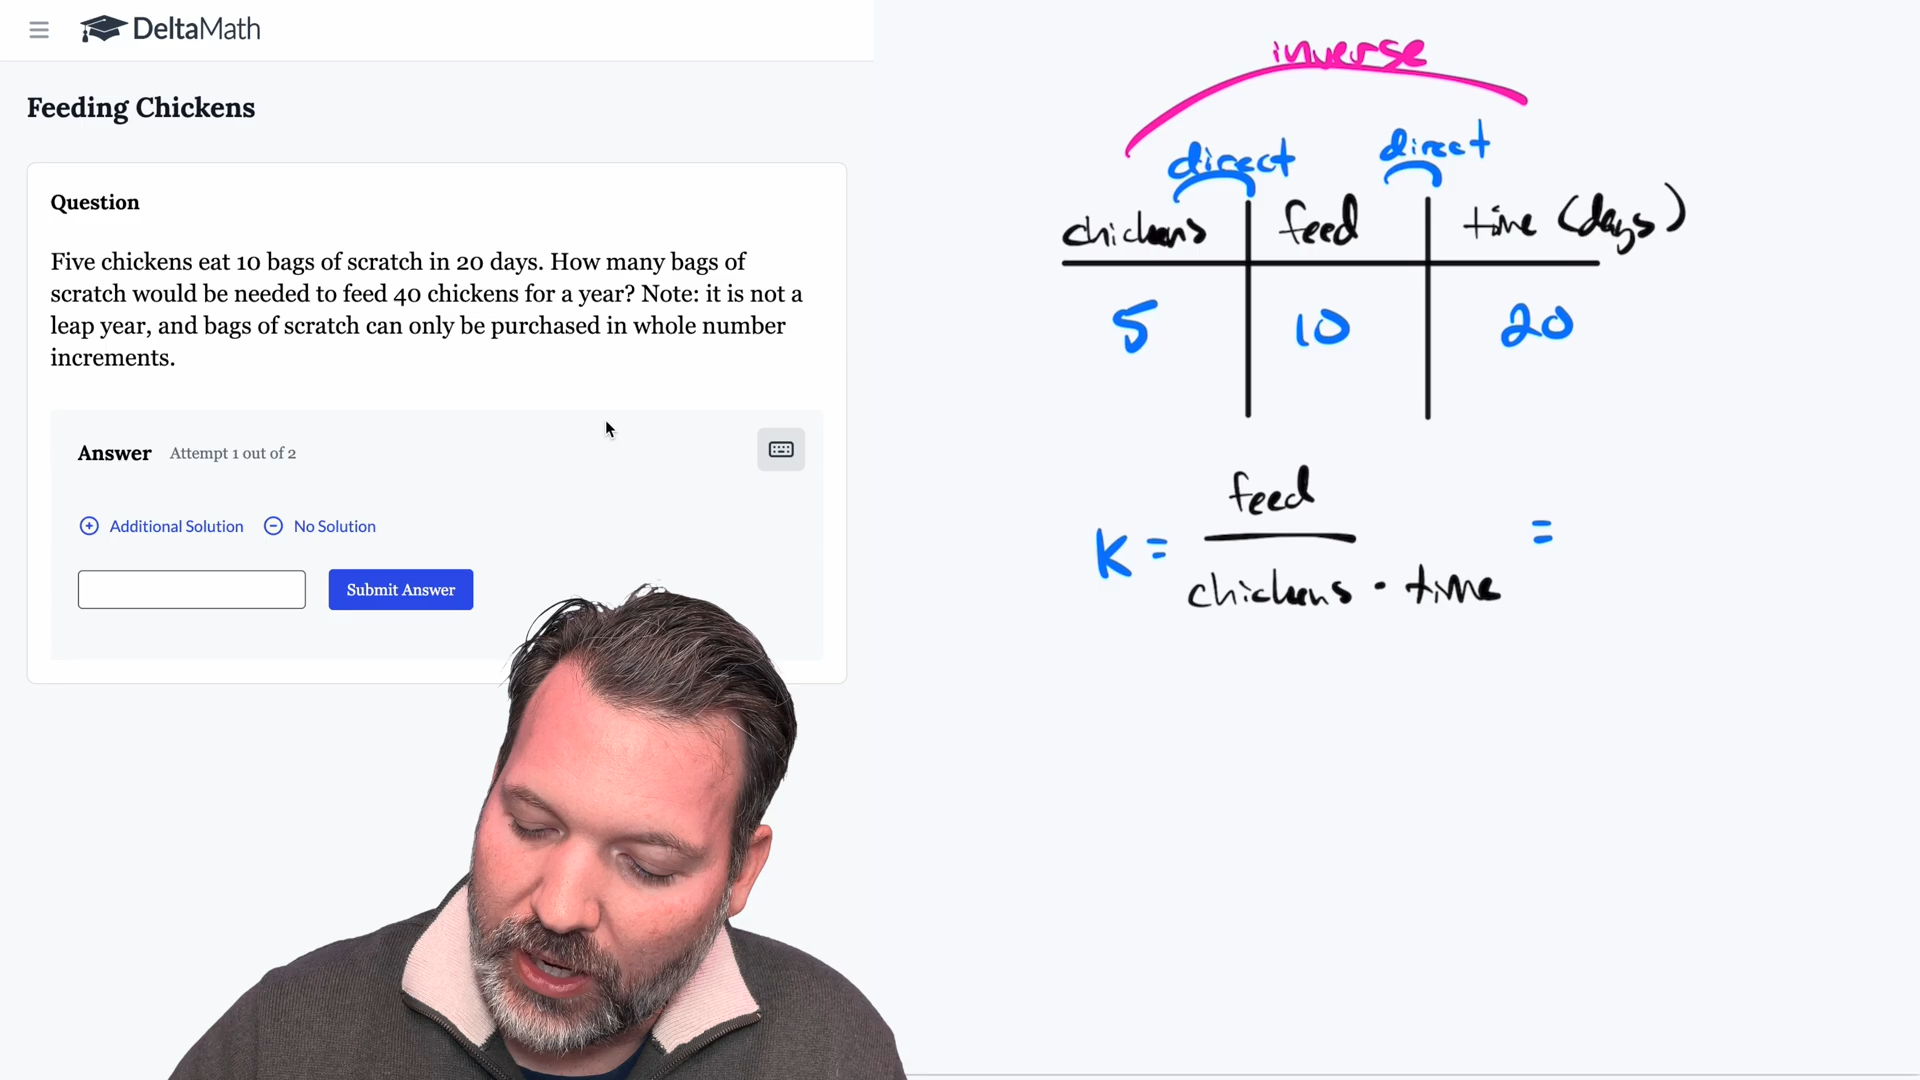 DeltaMath
Feeding Chickens
Question
Five chickens eat 10 bags of scratch in 20 days. How many bags of
scratch would be needed to feed 40 chickens for a year? Note: it is not a
leap year, and bags of scratch can only be purchased in whole number
increments.
Answer Attempt 1 out of 2
Additional Solution No Solution
Submit Answer
inverse
direct direct
chickens feed time (days)
5 10 20
feed
K = =
chickens · time